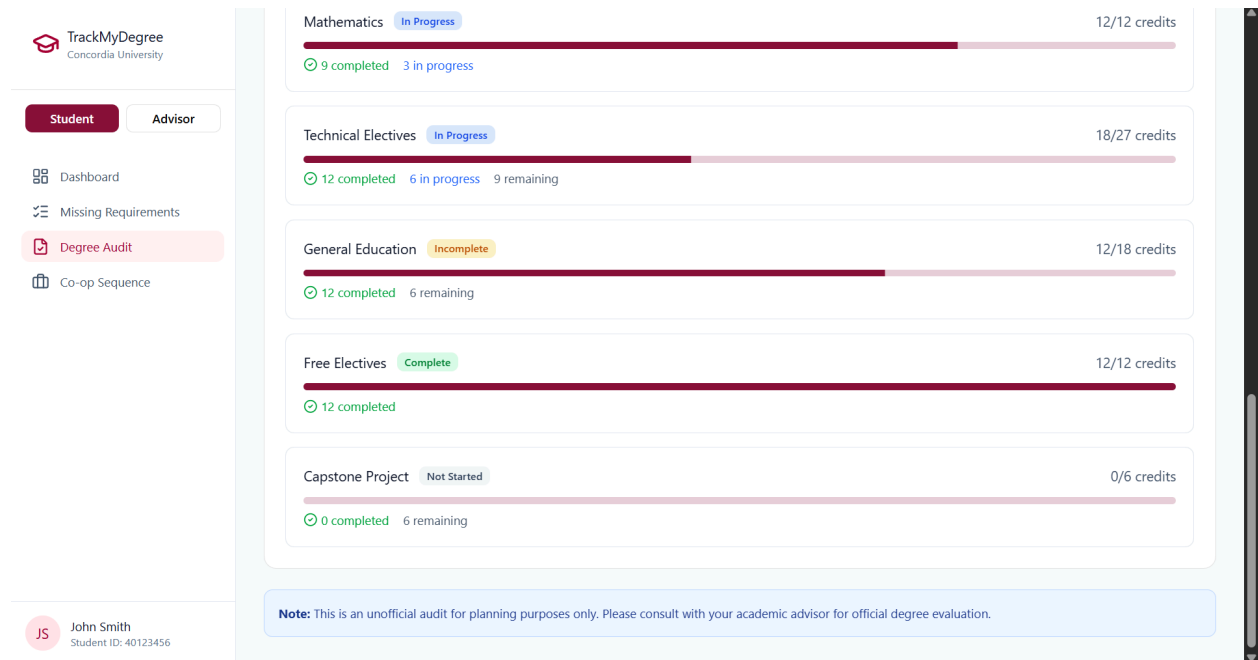 TrackMyDegree
Concordia University
Student
Advisor
Dashboard
Missing Requirements
Degree Audit
Co-op Sequence
JS
John Smith
Student ID: 40123456
Mathematics In Progress 12/12 credits
9 completed 3 in progress
Technical Electives In Progress 18/27 credits
12 completed 6 in progress 9 remaining
General Education Incomplete 12/18 credits
12 completed 6 remaining
Free Electives Complete 12/12 credits
12 completed
Capstone Project Not Started 0/6 credits
0 completed 6 remaining
Note: This is an unofficial audit for planning purposes only. Please consult with your academic advisor for official degree evaluation.